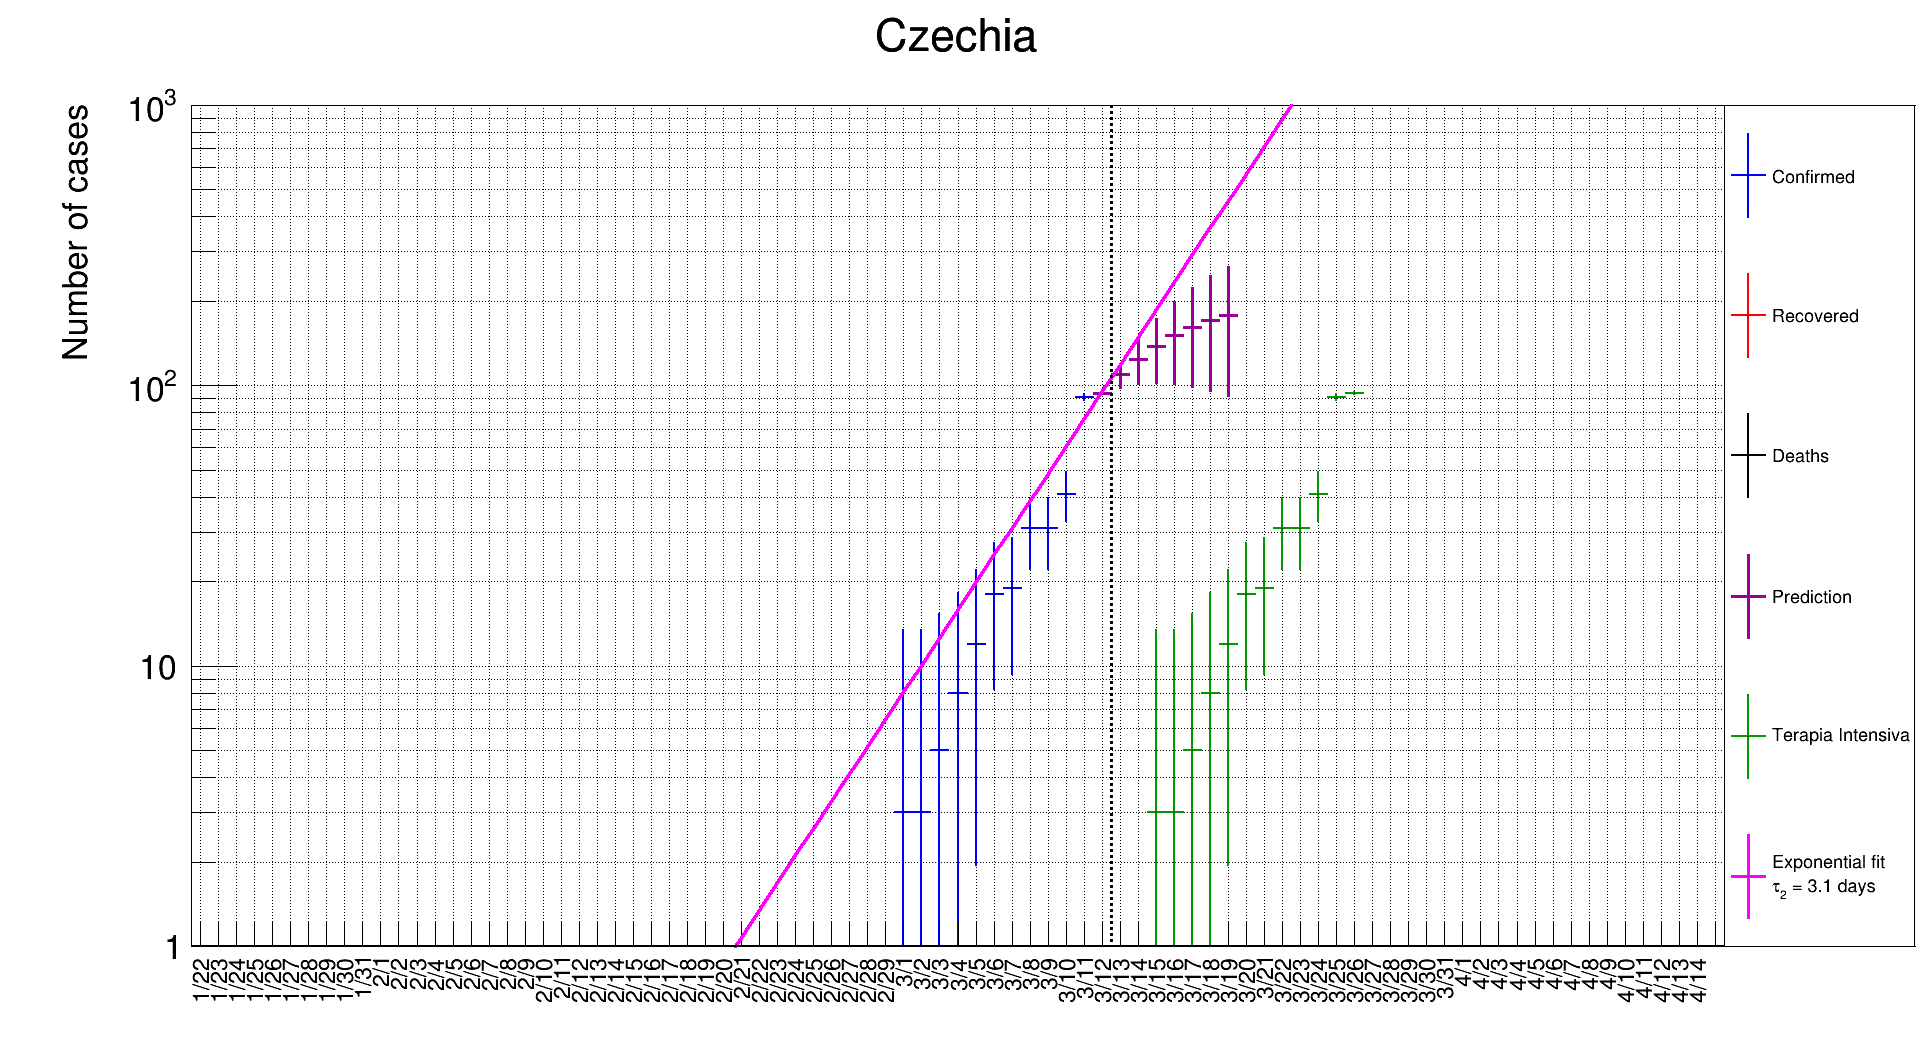 Czechia
Number of cases
10³
10²
10
1
1/22 1/23 1/24 1/25 1/26 1/27 1/28 1/29 1/30 1/31 2/1 2/2 2/3 2/4 2/5 2/6 2/7 2/8 2/9 2/10 2/11 2/12 2/13 2/14 2/15 2/16 2/17 2/18 2/19 2/20 2/21 2/22 2/23 2/24 2/25 2/26 2/27 2/28 2/29 3/1 3/2 3/3 3/4 3/5 3/6 3/7 3/8 3/9 3/10 3/11 3/12 3/13 3/14 3/15 3/16 3/17 3/18 3/19 3/20 3/21 3/22 3/23 3/24 3/25 3/26 3/27 3/28 3/29 3/30 3/31 4/1 4/2 4/3 4/4 4/5 4/6 4/7 4/8 4/9 4/10 4/11 4/12 4/13 4/14
Confirmed
Recovered
Deaths
Prediction
Terapia Intensiva
Exponential fit
τ₂ = 3.1 days